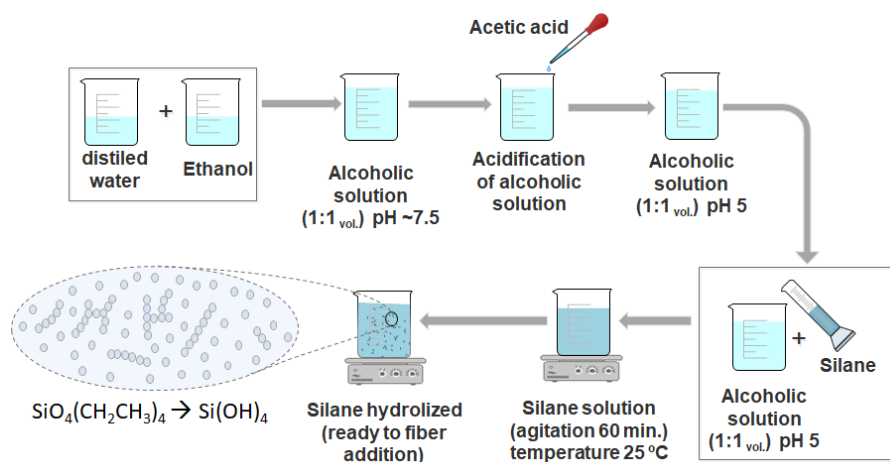 Acetic acid
+
distiled
water
Ethanol
Alcoholic
solution
(1:1 vol.) pH ~7.5
Acidification
of alcoholic
solution
Alcoholic
solution
(1:1 vol.) pH 5
+
Silane
Alcoholic
solution
(1:1 vol.) pH 5
Silane solution
(agitation 60 min.)
temperature 25 ºC
Silane hydrolized
(ready to fiber
addition)
SiO₄(CH₂CH₃)₄ → Si(OH)₄